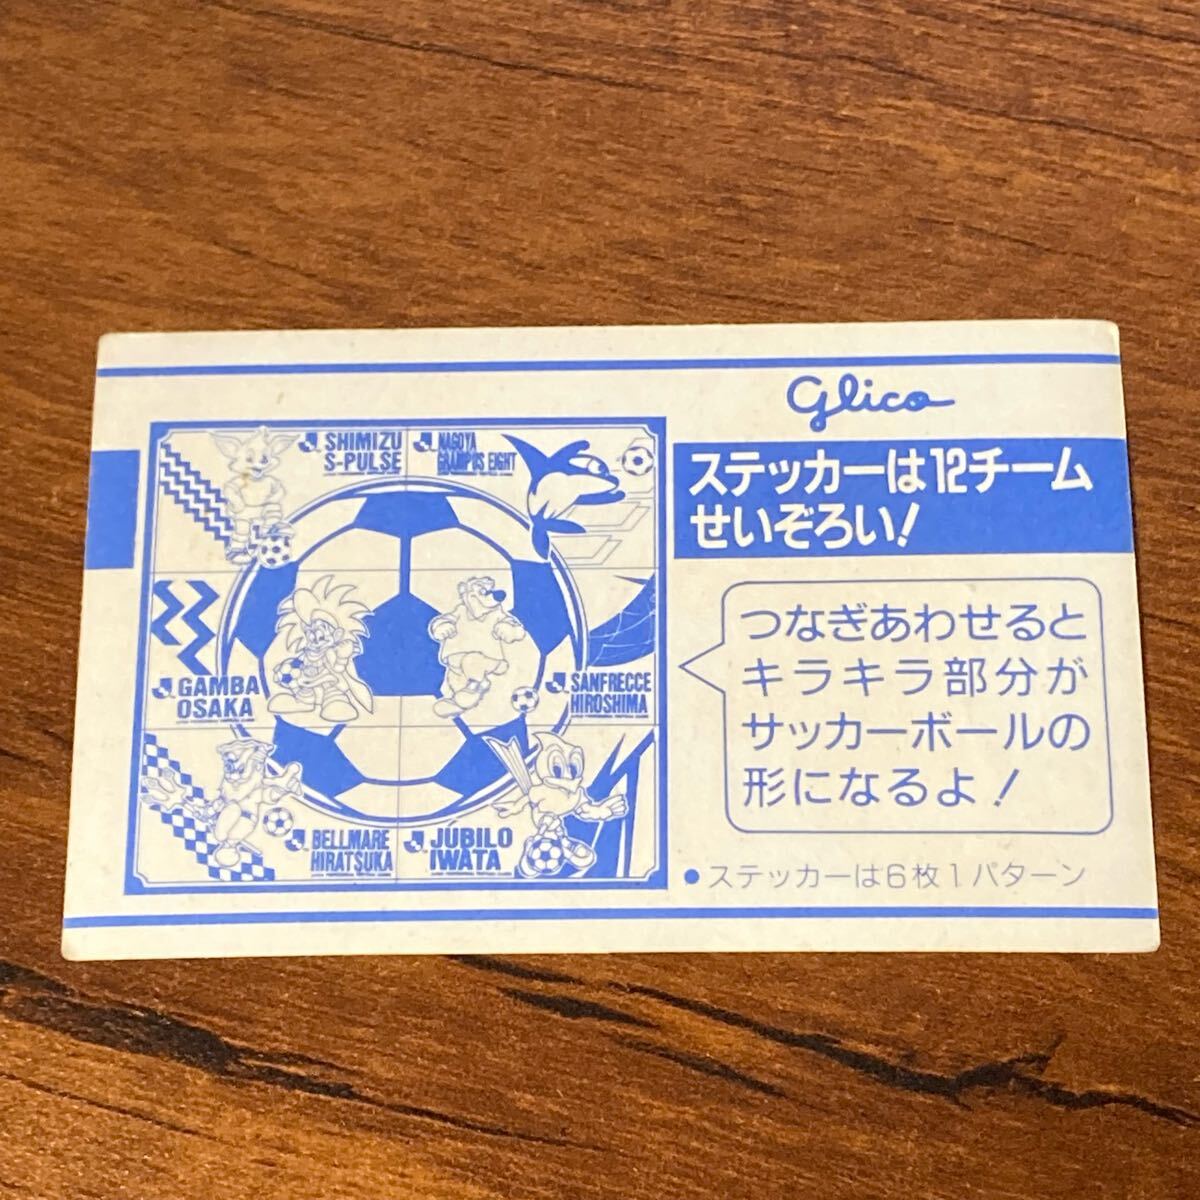 Glico
ステッカーは12チーム
せいぞろい!
つなぎあわせると
キラキラ部分が
サッカーボールの
形になるよ!
●ステッカーは6枚1パターン
SHIMIZU
S-PULSE
NAGOYA
GRAMPUS EIGHT
GAMBA
OSAKA
SANFRECCE
HIROSHIMA
BELLMARE
HIRATSUKA
JÚBILO
IWATA